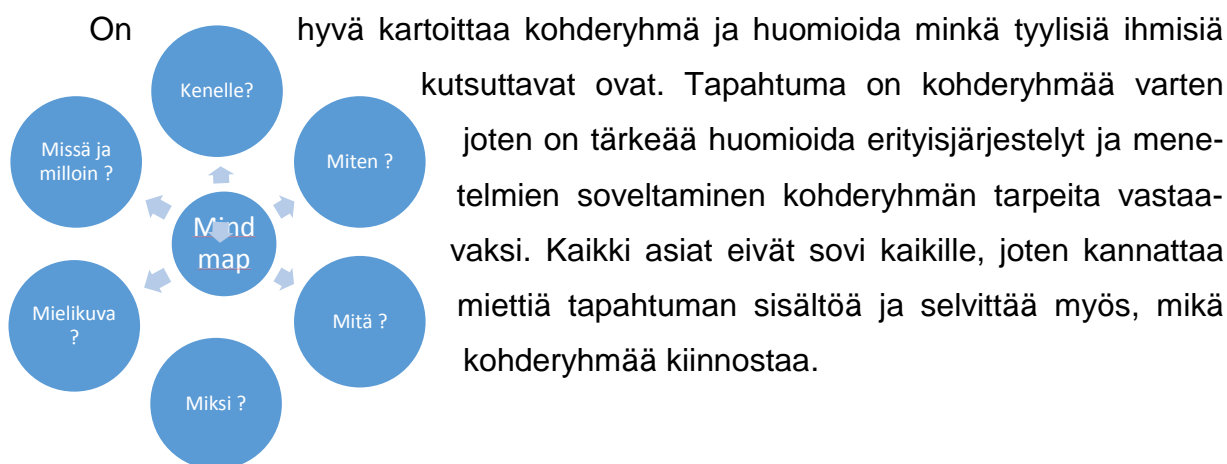 On hyvä kartoittaa kohderyhmä ja huomioida minkä tyylisiä ihmisiä
kutsuttavat ovat. Tapahtuma on kohderyhmää varten
joten on tärkeää huomioida erityisjärjestelyt ja mene-
telmien soveltaminen kohderyhmän tarpeita vastaa-
vaksi. Kaikki asiat eivät sovi kaikille, joten kannattaa
miettiä tapahtuman sisältöä ja selvittää myös, mikä
kohderyhmää kiinnostaa.
Kenelle?
Miten ?
Mitä ?
Miksi ?
Mielikuva
?
Missä ja
milloin ?
Mind
map